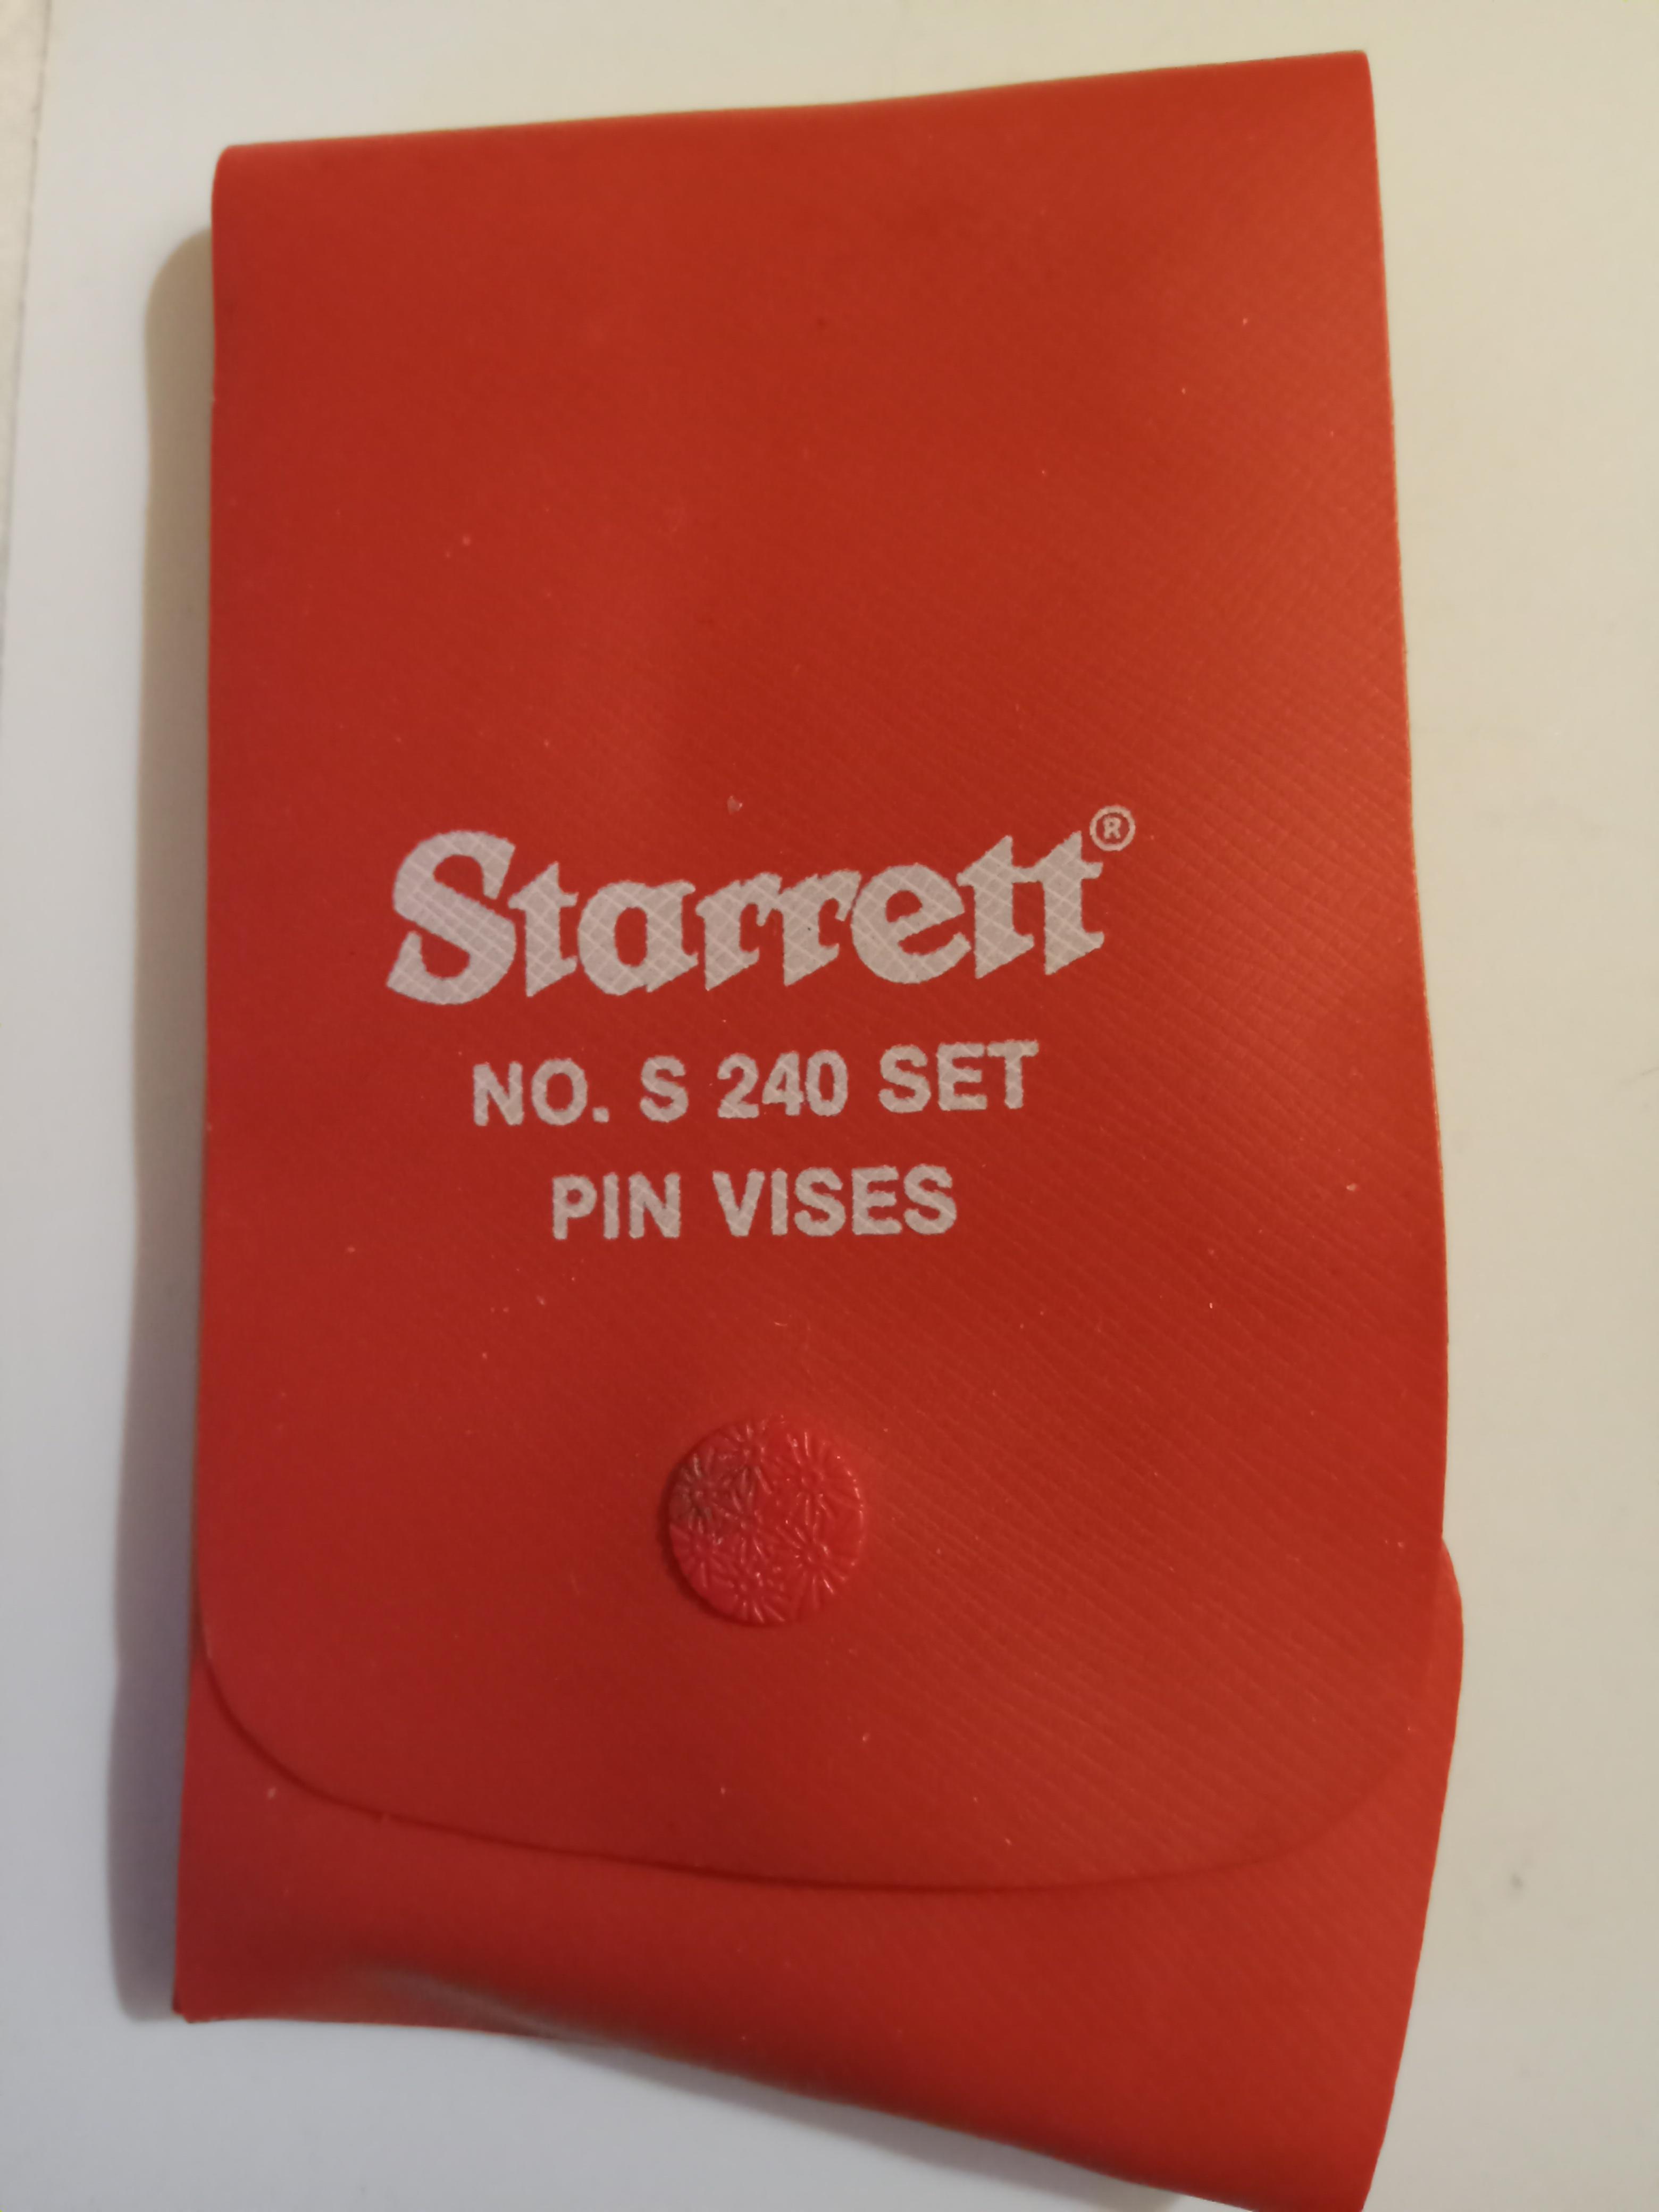 Starrett®
NO. S 240 SET
PIN VISES